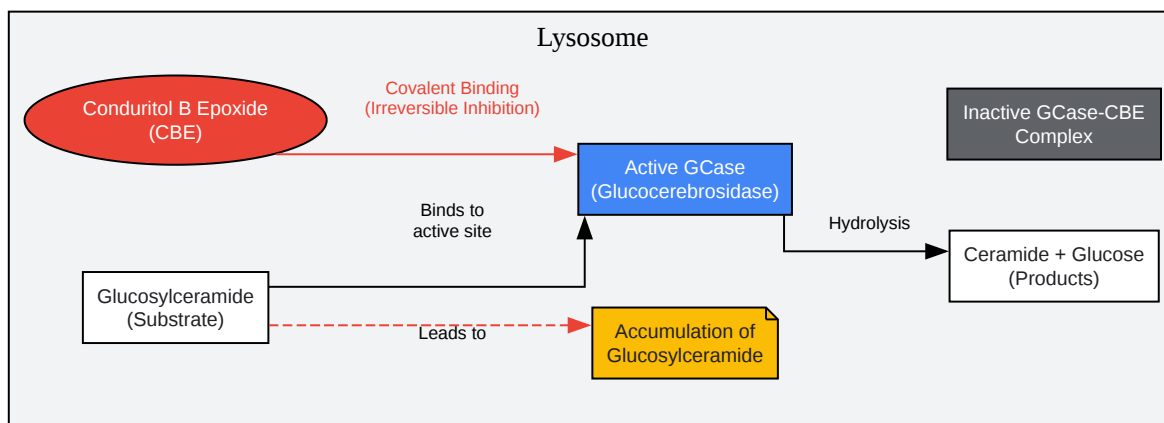 Lysosome
Conduritol B Epoxide
(CBE)
Covalent Binding
(Irreversible Inhibition)
Inactive GCase-CBE
Complex
Active GCase
(Glucocerebrosidase)
Binds to
active site
Hydrolysis
Ceramide + Glucose
(Products)
Glucosylceramide
(Substrate)
Leads to
Accumulation of
Glucosylceramide